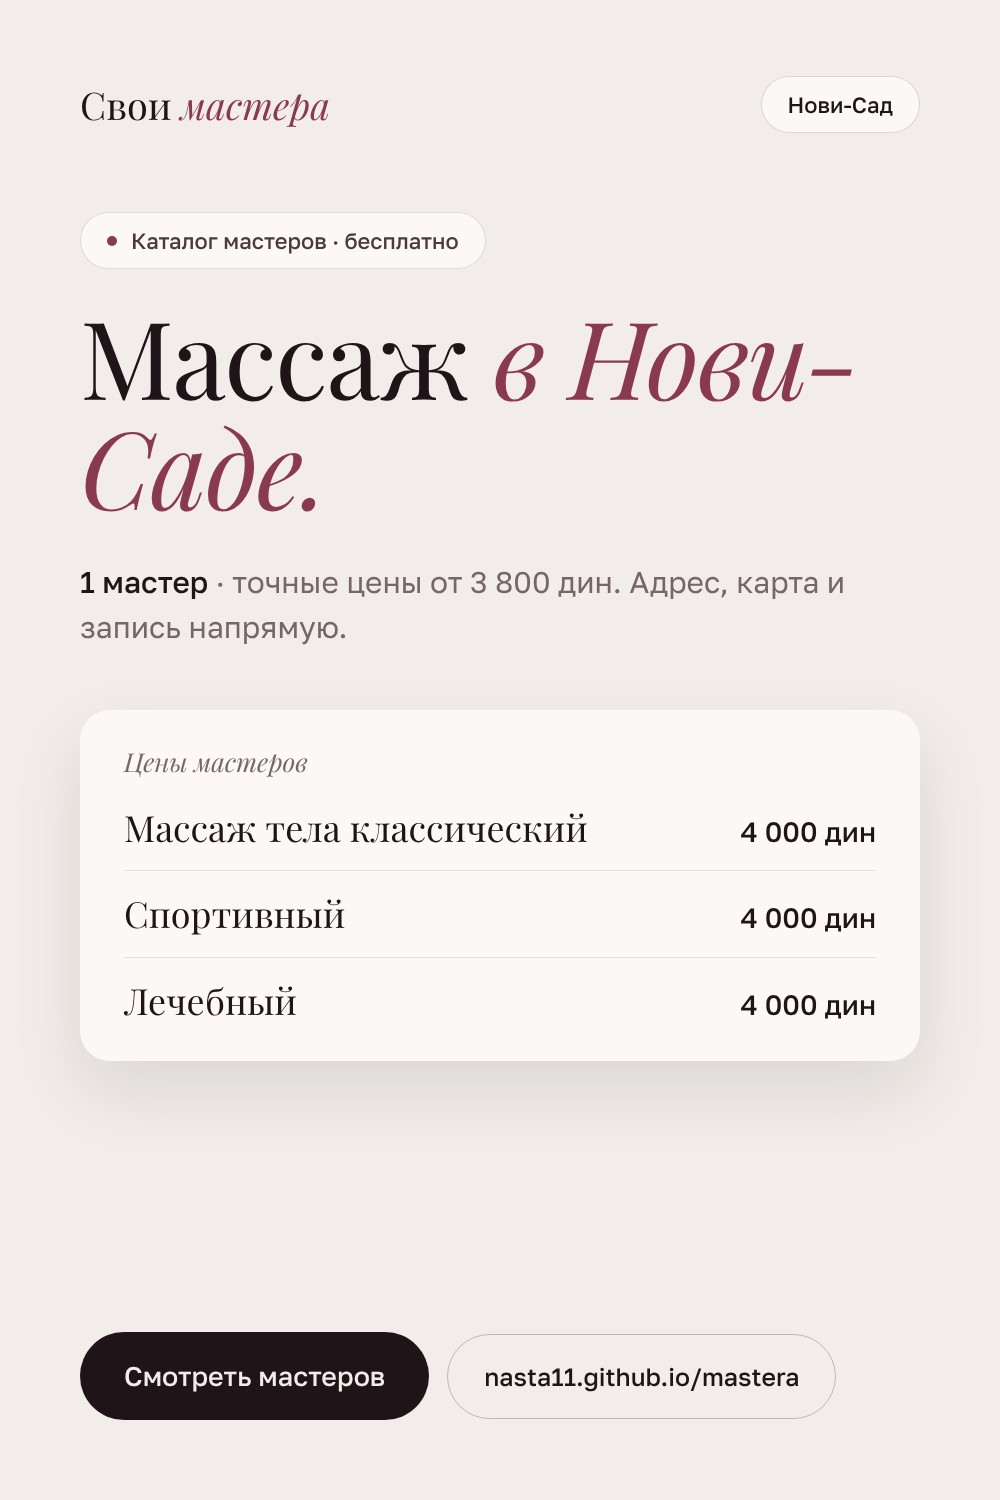 Свои мастера
Нови-Сад
Каталог мастеров · бесплатно
Массаж в Нови-
Саде.
1 мастер · точные цены от 3 800 дин. Адрес, карта и
запись напрямую.
Цены мастеров
Массаж тела классический 4 000 дин
Спортивный 4 000 дин
Лечебный 4 000 дин
Смотреть мастеров
nasta11.github.io/mastera